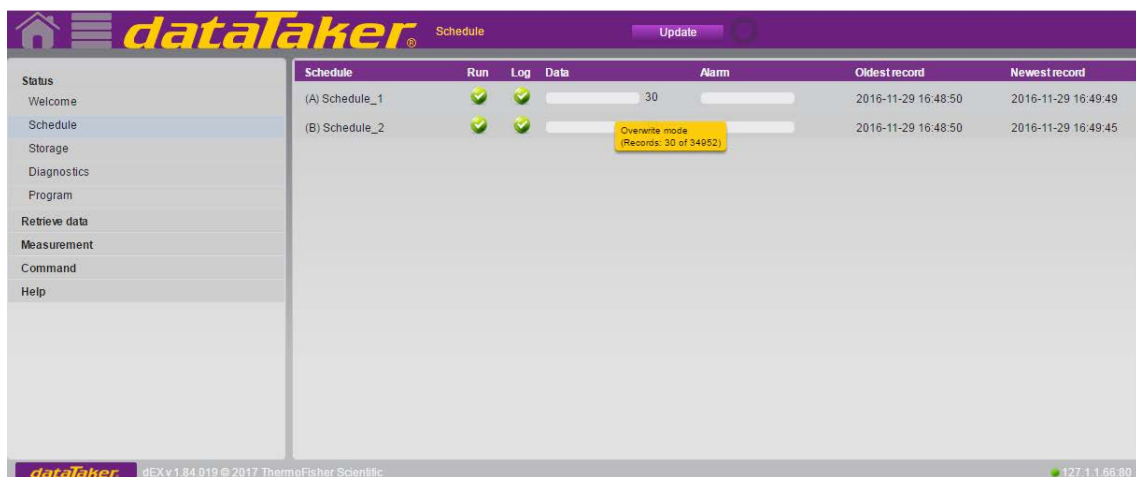 dataTaker®
Schedule
Update
Status
Welcome
Schedule
Storage
Diagnostics
Program
Retrieve data
Measurement
Command
Help
Schedule Run Log Data Alarm Oldest record Newest record
(A) Schedule_1 30 2016-11-29 16:48:50 2016-11-29 16:49:49
(B) Schedule_2 2016-11-29 16:48:50 2016-11-29 16:49:45
Overwrite mode
(Records: 30 of 34952)
dataTaker. dEX v 1.84.019 © 2017 ThermoFisher Scientific 127.1.1.66:80